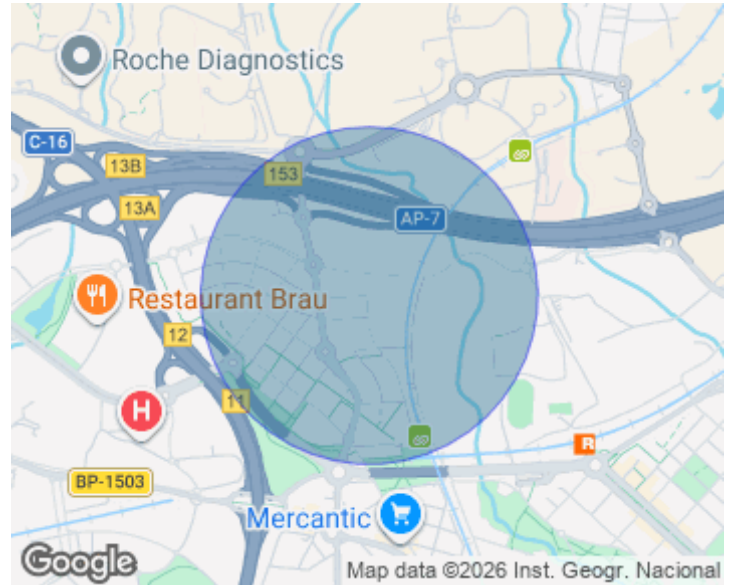 Roche Diagnostics
C-16
13B
153
13A
AP-7
Restaurant Brau
12
11
H
R
BP-1503
Mercantic
Google
Map data ©2026 Inst. Geogr. Nacional